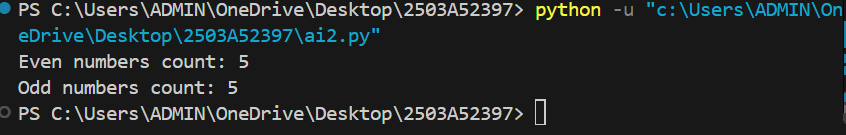 PS C:\Users\ADMIN\OneDrive\Desktop\2503A52397> python -u "c:\Users\ADMIN\On
eDrive\Desktop\2503A52397\ai2.py"
Even numbers count: 5
Odd numbers count: 5
PS C:\Users\ADMIN\OneDrive\Desktop\2503A52397>